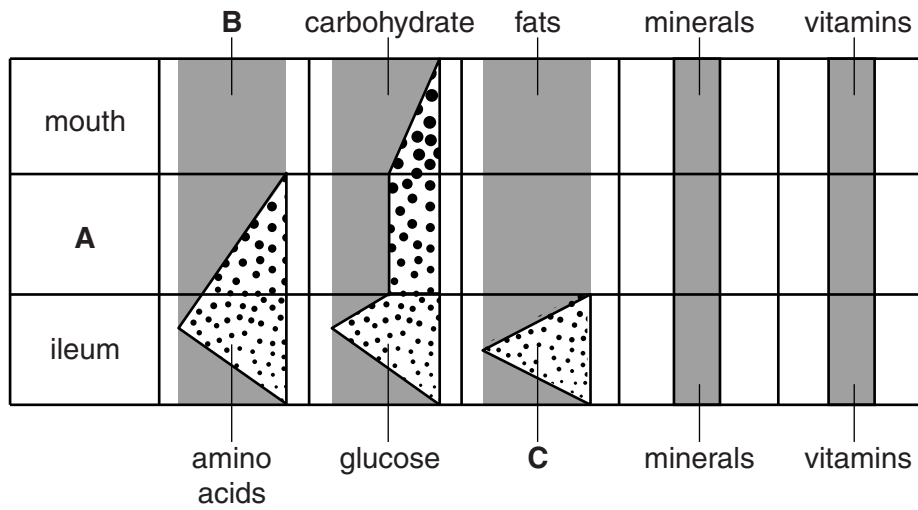 B carbohydrate fats minerals vitamins
mouth
A
ileum
amino glucose C minerals vitamins
acids